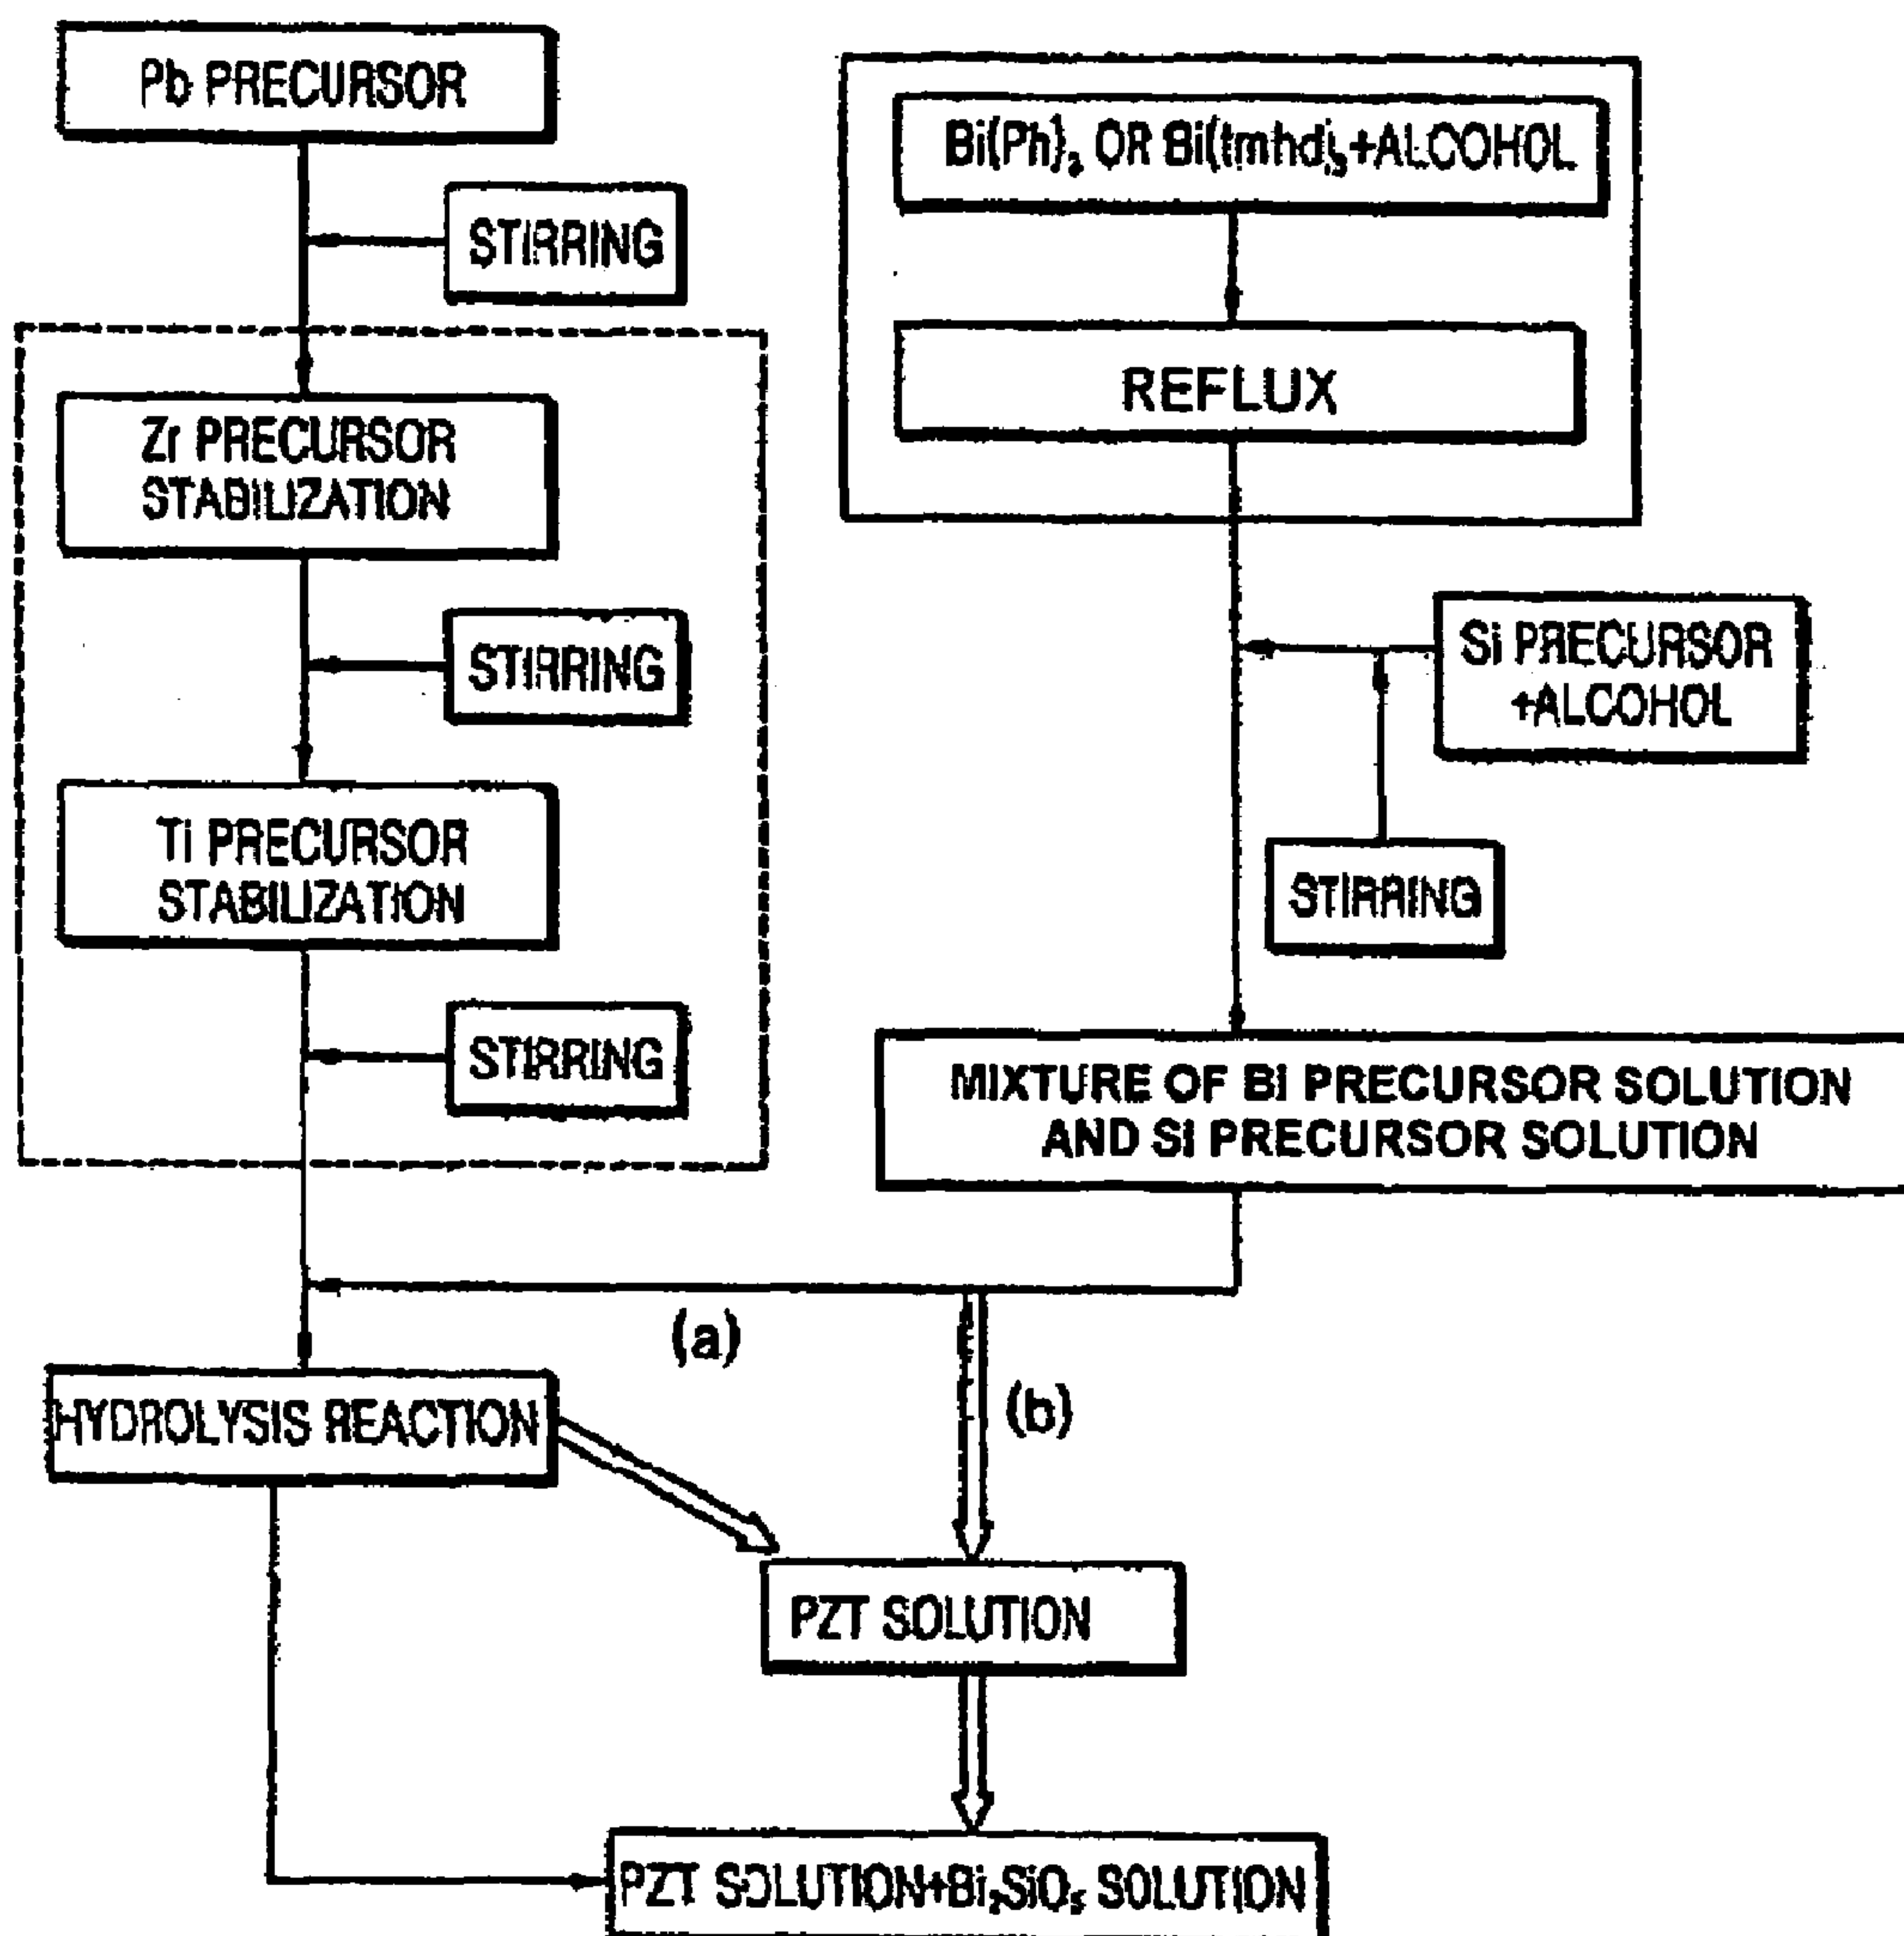 Pb PRECURSOR
STIRRING
Zr PRECURSOR
STABILIZATION
STIRRING
Ti PRECURSOR
STABILIZATION
STIRRING
Bi(Ph)₃ OR Bi(tmhd)₃+ALCOHOL
REFLUX
Si PRECURSOR
+ALCOHOL
STIRRING
MIXTURE OF BI PRECURSOR SOLUTION
AND SI PRECURSOR SOLUTION
(a)
(b)
HYDROLYSIS REACTION
PZT SOLUTION
PZT SOLUTION+Bi₂SiO₅ SOLUTION